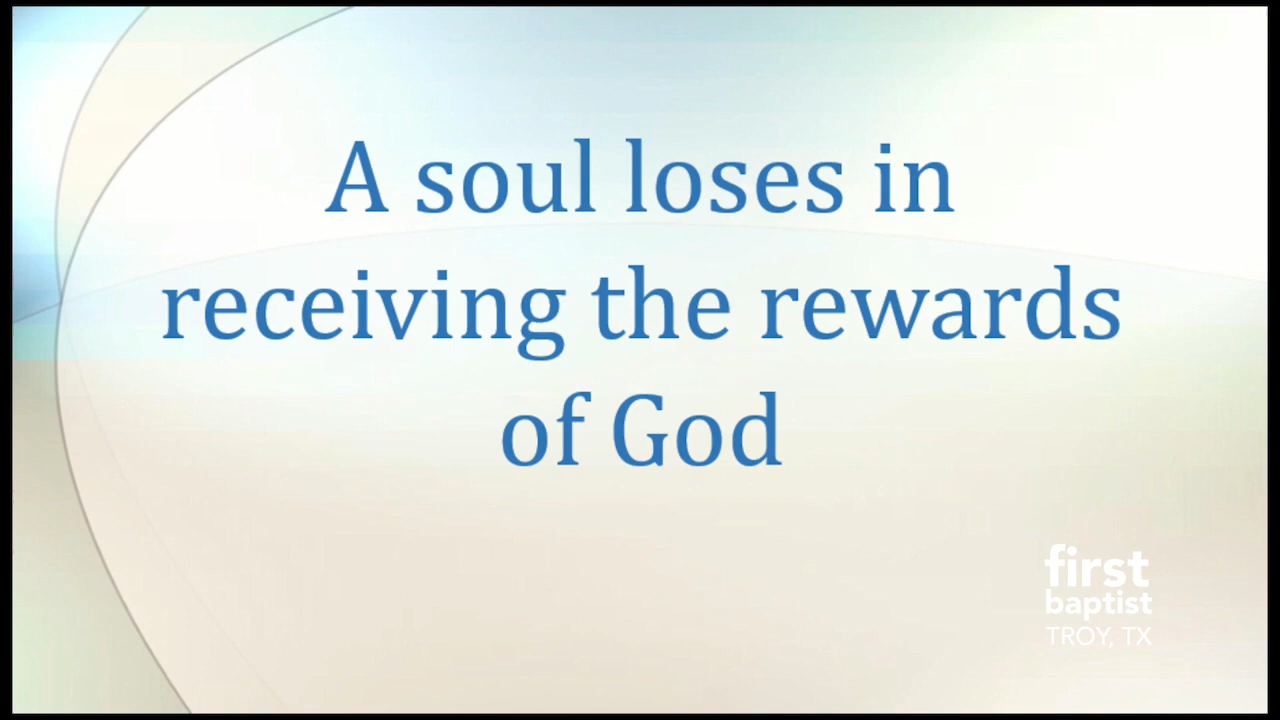 A soul loses in
receiving the rewards
of God
first
baptist
TROY, TX